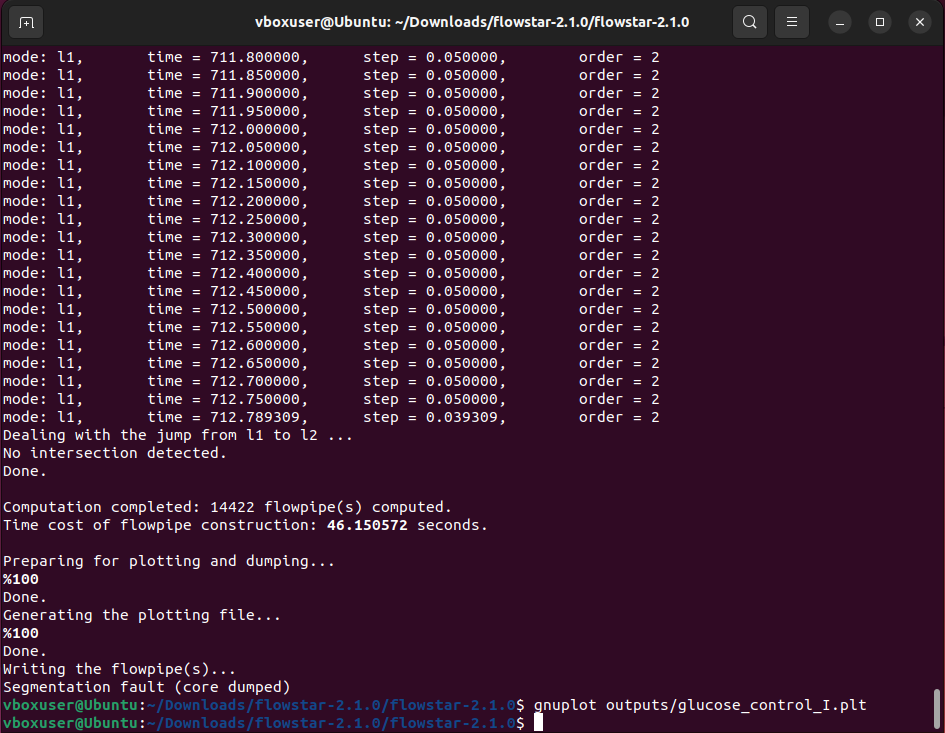 vboxuser@Ubuntu: ~/Downloads/flowstar-2.1.0/flowstar-2.1.0
mode: l1,	time = 711.800000,	step = 0.050000,	order = 2
mode: l1,	time = 711.850000,	step = 0.050000,	order = 2
mode: l1,	time = 711.900000,	step = 0.050000,	order = 2
mode: l1,	time = 711.950000,	step = 0.050000,	order = 2
mode: l1,	time = 712.000000,	step = 0.050000,	order = 2
mode: l1,	time = 712.050000,	step = 0.050000,	order = 2
mode: l1,	time = 712.100000,	step = 0.050000,	order = 2
mode: l1,	time = 712.150000,	step = 0.050000,	order = 2
mode: l1,	time = 712.200000,	step = 0.050000,	order = 2
mode: l1,	time = 712.250000,	step = 0.050000,	order = 2
mode: l1,	time = 712.300000,	step = 0.050000,	order = 2
mode: l1,	time = 712.350000,	step = 0.050000,	order = 2
mode: l1,	time = 712.400000,	step = 0.050000,	order = 2
mode: l1,	time = 712.450000,	step = 0.050000,	order = 2
mode: l1,	time = 712.500000,	step = 0.050000,	order = 2
mode: l1,	time = 712.550000,	step = 0.050000,	order = 2
mode: l1,	time = 712.600000,	step = 0.050000,	order = 2
mode: l1,	time = 712.650000,	step = 0.050000,	order = 2
mode: l1,	time = 712.700000,	step = 0.050000,	order = 2
mode: l1,	time = 712.750000,	step = 0.050000,	order = 2
mode: l1,	time = 712.789309,	step = 0.039309,	order = 2
Dealing with the jump from l1 to l2 ...
No intersection detected.
Done.
Computation completed: 14422 flowpipe(s) computed.
Time cost of flowpipe construction: 46.150572 seconds.
Preparing for plotting and dumping...
%100
Done.
Generating the plotting file...
%100
Done.
Writing the flowpipe(s)...
Segmentation fault (core dumped)
vboxuser@Ubuntu:~/Downloads/flowstar-2.1.0/flowstar-2.1.0$ gnuplot outputs/glucose_control_I.plt
vboxuser@Ubuntu:~/Downloads/flowstar-2.1.0/flowstar-2.1.0$